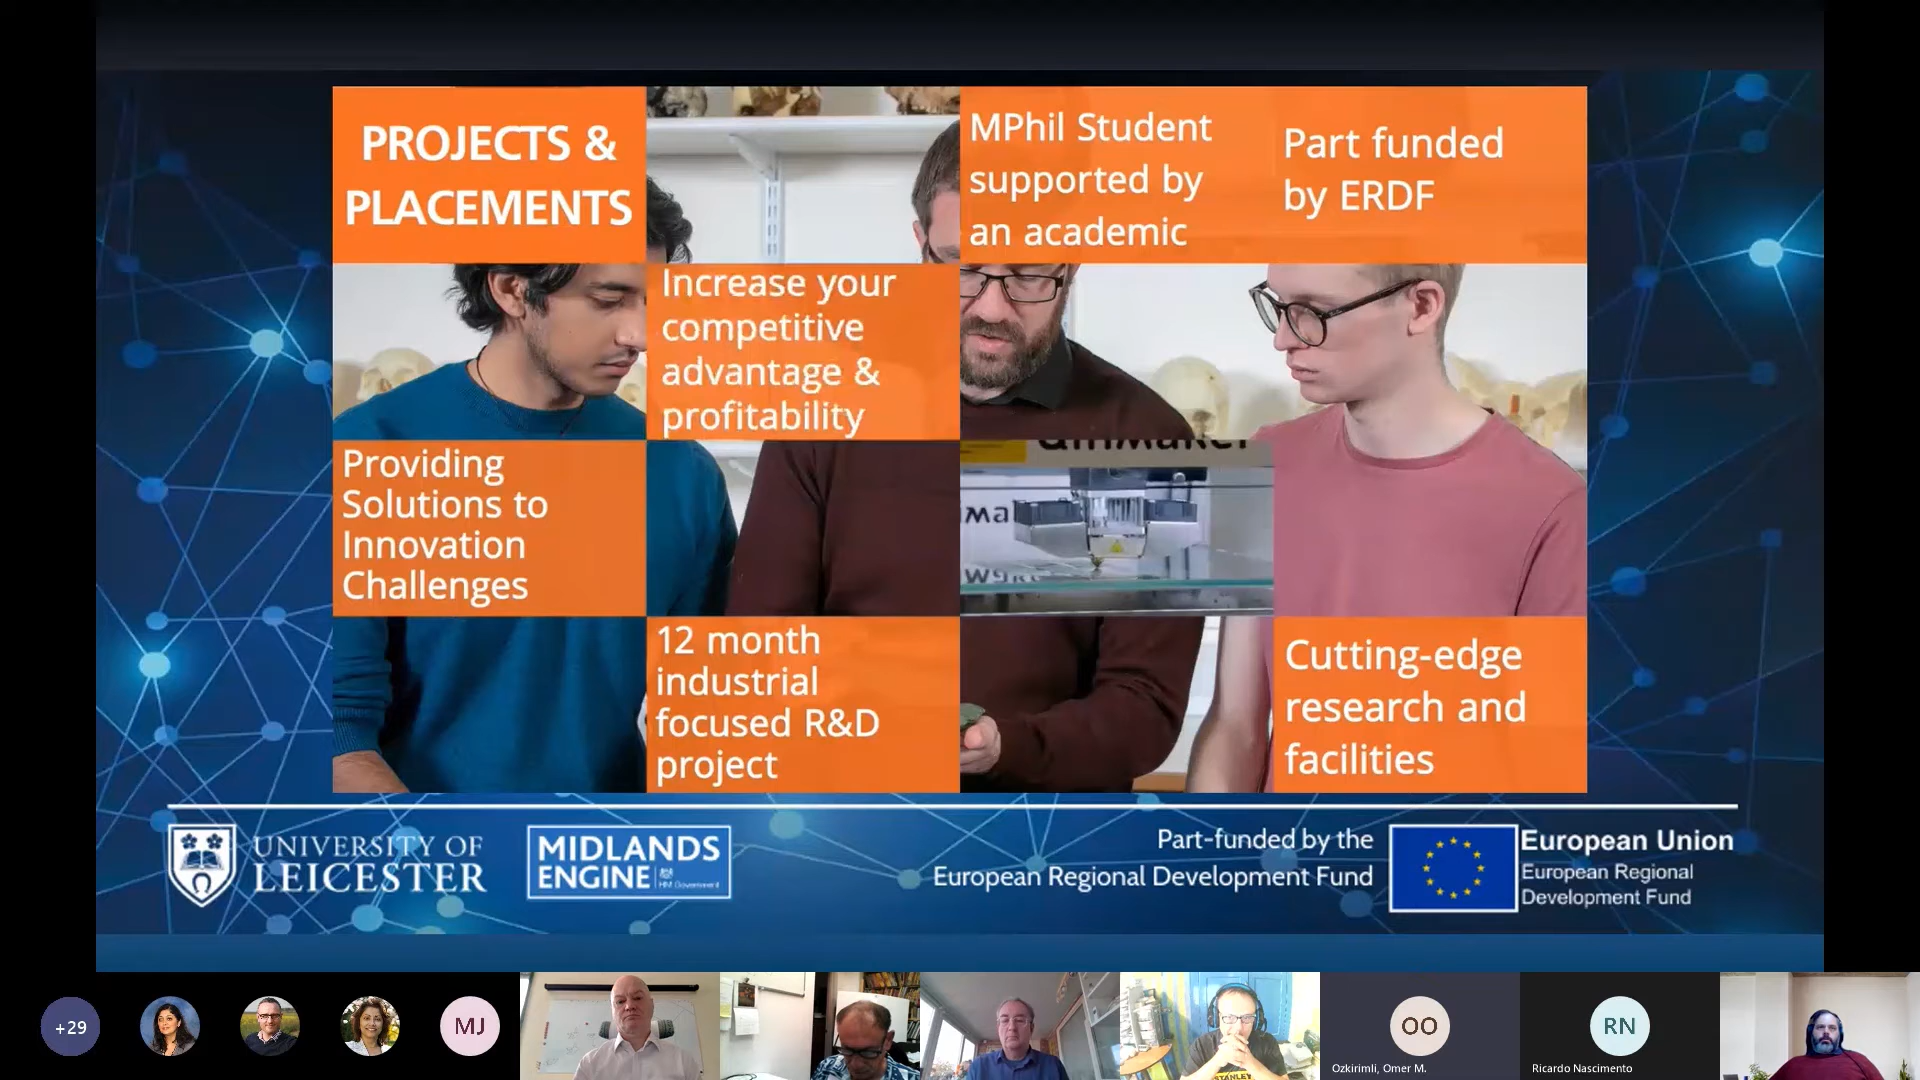 PROJECTS &
PLACEMENTS
MPhil Student
supported by
an academic
Part funded
by ERDF
Increase your
competitive
advantage &
profitability
Providing
Solutions to
Innovation
Challenges
12 month
industrial
focused R&D
project
Cutting-edge
research and
facilities
UNIVERSITY OF
LEICESTER
MIDLANDS
ENGINE
HM Government
Part-funded by the
European Regional Development Fund
European Union
European Regional
Development Fund
+29
MJ
STANLEY
OO
Ozkirimli, Omer M.
RN
Ricardo Nascimento